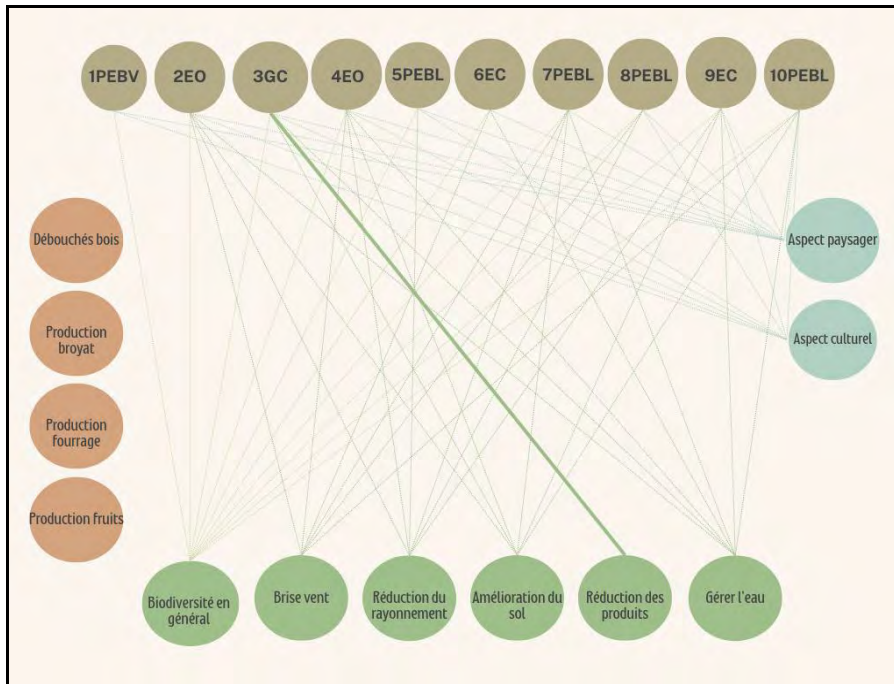 1PEBV
2EO
3GC
4EO
5PEBL
6EC
7PEBL
8PEBL
9EC
10PEBL
Débouchés bois
Production
broyat
Production
fourrage
Production fruits
Aspect paysager
Aspect culturel
Biodiversité en
général
Brise vent
Réduction du
rayonnement
Amélioration du
sol
Réduction des
produits
Gérer l'eau